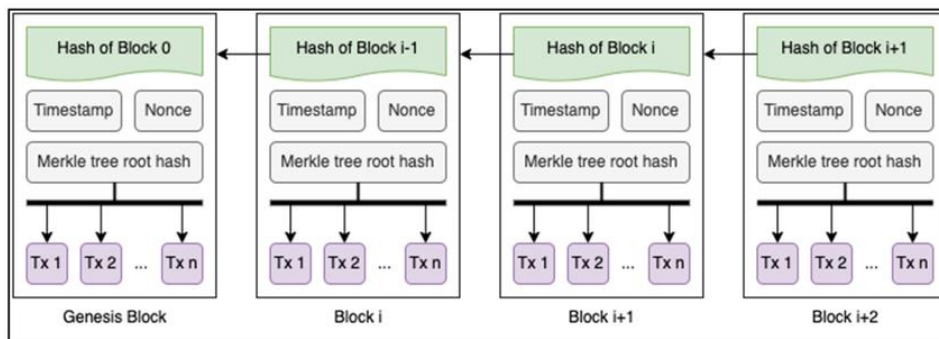 Hash of Block 0 Hash of Block i-1 Hash of Block i Hash of Block i+1
Timestamp Nonce Timestamp Nonce Timestamp Nonce Timestamp Nonce
Merkle tree root hash Merkle tree root hash Merkle tree root hash Merkle tree root hash
Tx 1 Tx 2 ... Tx n Tx 1 Tx 2 ... Tx n Tx 1 Tx 2 ... Tx n Tx 1 Tx 2 ... Tx n
Genesis Block Block i Block i+1 Block i+2